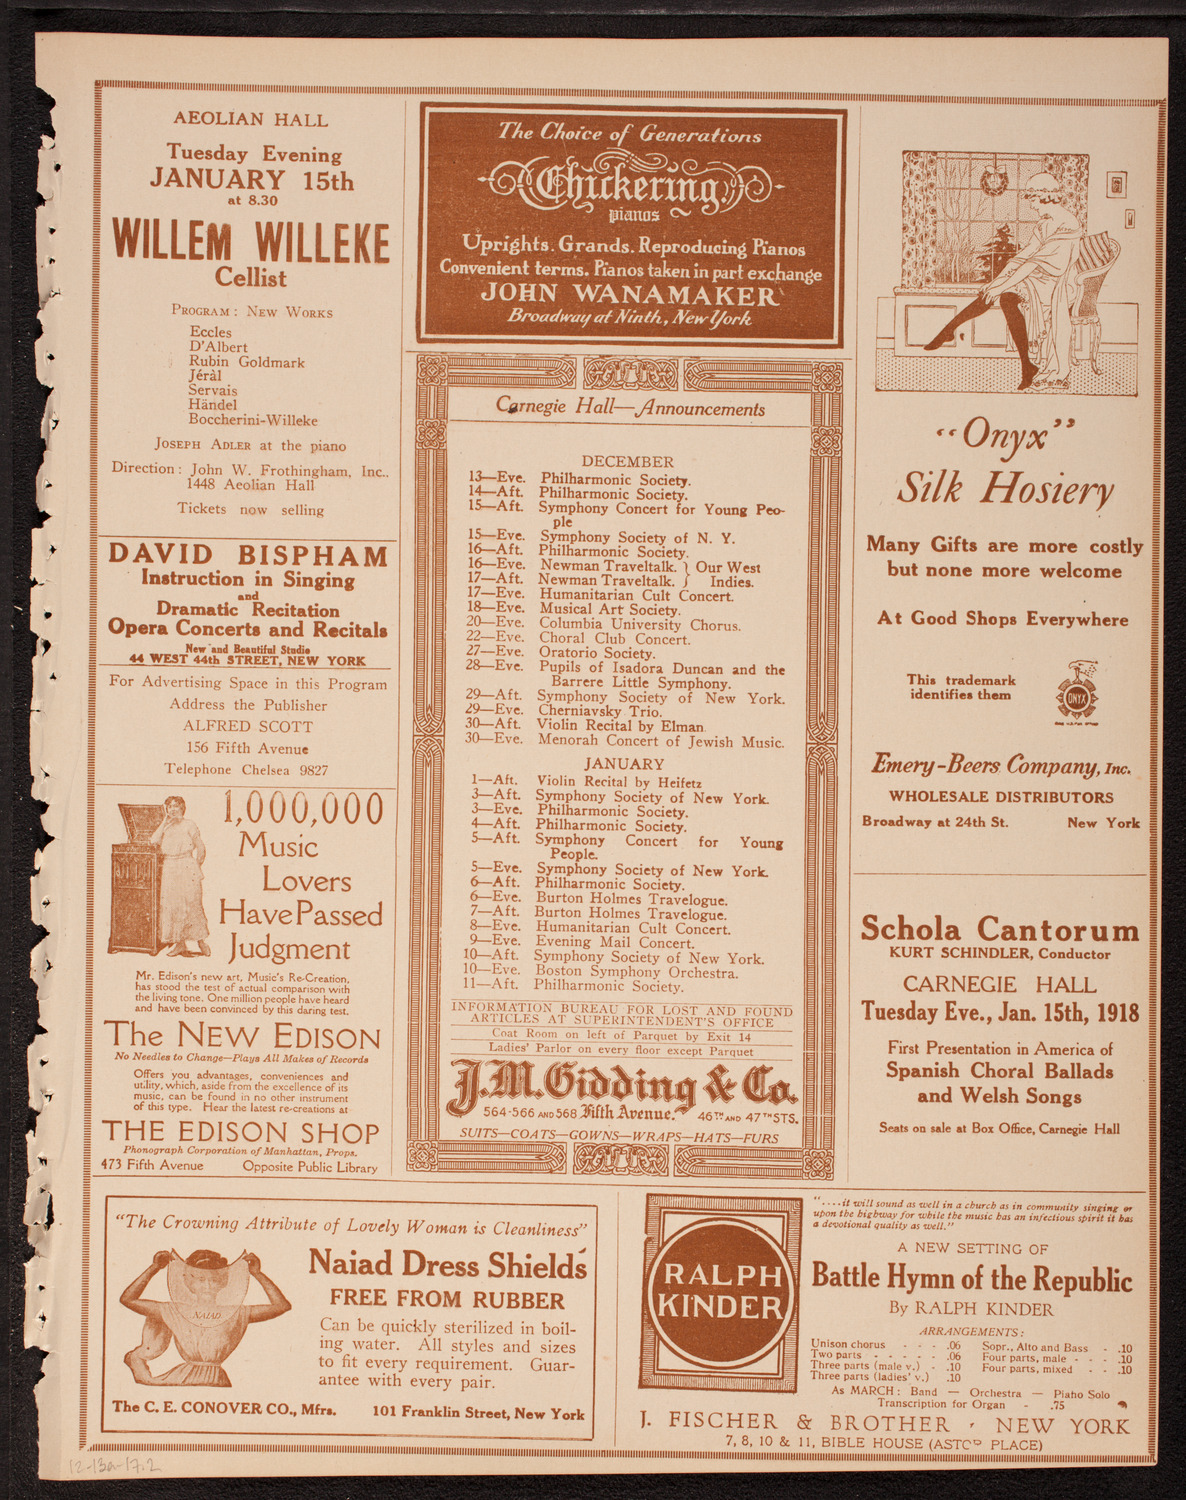 AEOLIAN HALL
Tuesday Evening
JANUARY 15th
at 8.30
WILLEM WILLEKE
Cellist
PROGRAM: NEW WORKS
Eccles
D'Albert
Rubin Goldmark
Jéràl
Servais
Händel
Boccherini-Willeke
JOSEPH ADLER at the piano
Direction: John W. Frothingham, Inc..
1448 Aeolian Hall
Tickets now selling
DAVID BISPHAM
Instruction in Singing
and
Dramatic Recitation
Opera Concerts and Recitals
New and Beautiful Studio
44 WEST 44th STREET, NEW YORK
For Advertising Space in this Program
Address the Publisher
ALFRED SCOTT
156 Fifth Avenue
Telephone Chelsea 9827
1,000,000
Music
Lovers
Have Passed
Judgment
Mr. Edison's new art, Music's Re-Creation,
has stood the test of actual comparison with
the living tone. One million people have heard
and have been convinced by this daring test.
The NEW EDISON
No Needles to Change—Plays All Makes of Records
Offers you advantages, conveniences and
utility, which, aside from the excellence of its
music, can be found in no other instrument
of this type. Hear the latest re-creations at
THE EDISON SHOP
Phonograph Corporation of Manhattan, Props.
473 Fifth Avenue Opposite Public Library
The Choice of Generations
Chickering
pianos
Uprights. Grands. Reproducing Pianos
Convenient terms. Pianos taken in part exchange
JOHN WANAMAKER
Broadway at Ninth, New York
Carnegie Hall—Announcements
DECEMBER
13—Eve. Philharmonic Society.
14—Aft. Philharmonic Society.
15—Aft. Symphony Concert for Young Peo-
ple
15—Eve. Symphony Society of N. Y.
16—Aft. Philharmonic Society.
16—Eve. Newman Traveltalk. } Our West
17—Aft. Newman Traveltalk. } Indies.
17—Eve. Humanitarian Cult Concert.
18—Eve. Musical Art Society.
20—Eve. Columbia University Chorus.
22—Eve. Choral Club Concert.
27—Eve. Oratorio Society.
28—Eve. Pupils of Isadora Duncan and the
Barrere Little Symphony.
29—Aft. Symphony Society of New York.
29—Eve. Cherniavsky Trio.
30—Aft. Violin Recital by Elman
30—Eve. Menorah Concert of Jewish Music.
JANUARY
1—Aft. Violin Recital by Heifetz
3—Aft. Symphony Society of New York.
3—Eve. Philharmonic Society.
4—Aft. Philharmonic Society.
5—Aft. Symphony Concert for Young
People.
5—Eve. Symphony Society of New York.
6—Aft. Philharmonic Society.
6—Eve. Burton Holmes Travelogue.
7—Aft. Burton Holmes Travelogue.
8—Eve. Humanitarian Cult Concert.
9—Eve. Evening Mail Concert.
10—Aft. Symphony Society of New York.
10—Eve. Boston Symphony Orchestra.
11—Aft. Philharmonic Society.
INFORMATION BUREAU FOR LOST AND FOUND
ARTICLES AT SUPERINTENDENT'S OFFICE
Coat Room on left of Parquet by Exit 14
Ladies' Parlor on every floor except Parquet
J.M. Gidding & Co.
564-566 AND 568 Fifth Avenue. 46TH AND 47TH STS.
SUITS—COATS—GOWNS—WRAPS—HATS—FURS
"Onyx"
Silk Hosiery
Many Gifts are more costly
but none more welcome
At Good Shops Everywhere
This trademark
identifies them
ONYX
Emery-Beers Company, Inc.
WHOLESALE DISTRIBUTORS
Broadway at 24th St. New York
Schola Cantorum
KURT SCHINDLER, Conductor
CARNEGIE HALL
Tuesday Eve., Jan. 15th, 1918
First Presentation in America of
Spanish Choral Ballads
and Welsh Songs
Seats on sale at Box Office, Carnegie Hall
"The Crowning Attribute of Lovely Woman is Cleanliness"
NAIAD
Naiad Dress Shields
FREE FROM RUBBER
Can be quickly sterilized in boil-
ing water. All styles and sizes
to fit every requirement. Guar-
antee with every pair.
The C. E. CONOVER CO., Mfrs. 101 Franklin Street, New York
RALPH
KINDER
"....it will sound as well in a church as in community singing or
upon the highway for while the music has an infectious spirit it has
a devotional quality as well."
A NEW SETTING OF
Battle Hymn of the Republic
By RALPH KINDER
ARRANGEMENTS:
Unison chorus - - - .06 Sopr., Alto and Bass - .10
Two parts - - - - - .06 Four parts, male - - - .10
Three parts (male v.) - .10 Four parts, mixed - - .10
Three parts (ladies' v.) .10
As MARCH: Band — Orchestra — Piano Solo
Transcription for Organ - .75
J. FISCHER & BROTHER - NEW YORK
7, 8, 10 & 11, BIBLE HOUSE (ASTOR PLACE)
12-13a-17.2